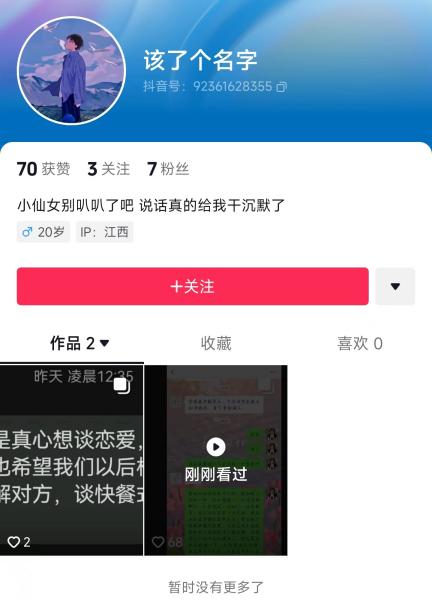 该了个名字
抖音号：92361628355
70 获赞 3 关注 7 粉丝
小仙女别叭叭了吧 说话真的给我干沉默了
♂ 20岁 IP：江西
+关注
作品 2 收藏 喜欢 0
昨天 凌晨12:35
是真心想谈恋爱，
也希望我们以后
解对方，谈快餐
2
刚刚看过
68
暂时没有更多了